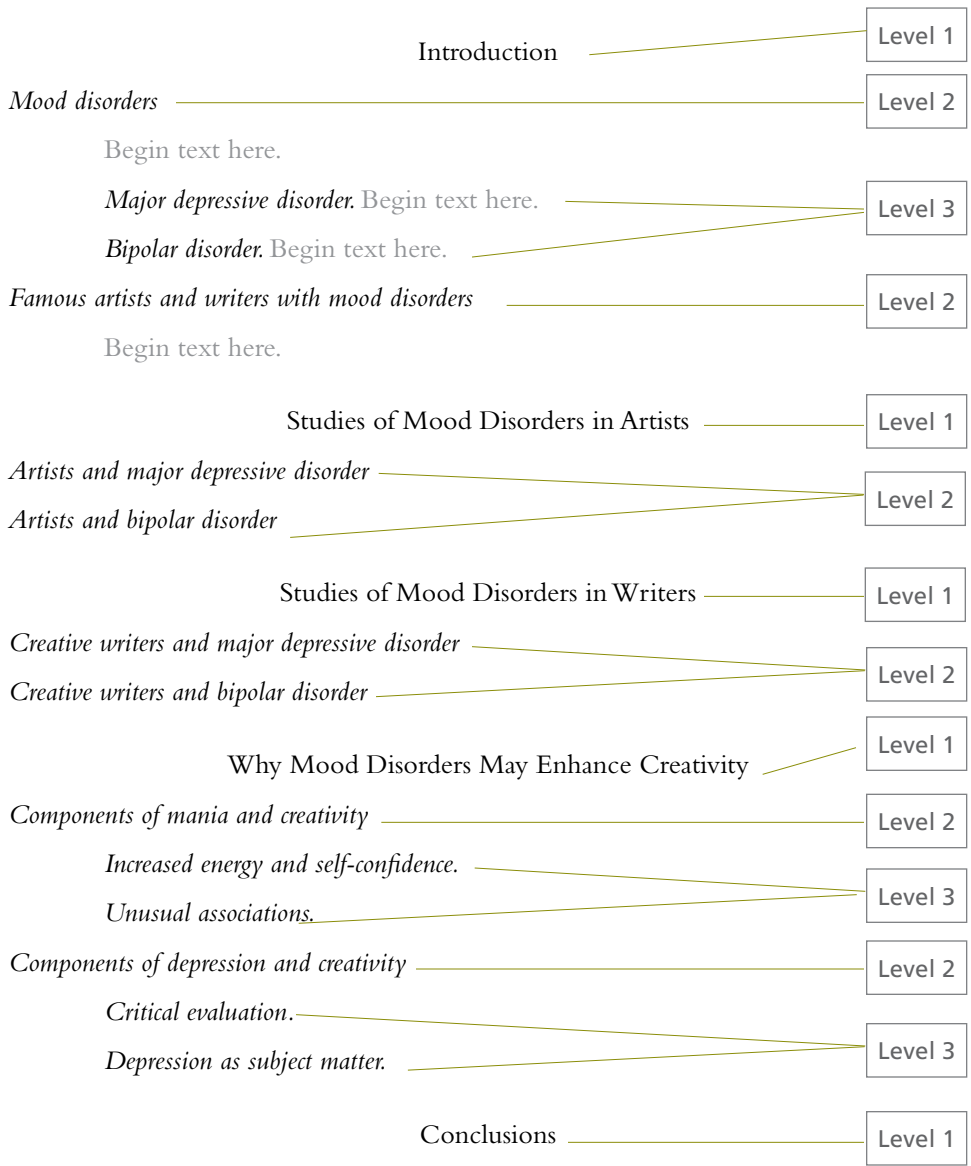 Introduction Level 1
Mood disorders Level 2
Begin text here.
Major depressive disorder. Begin text here. Level 3
Bipolar disorder. Begin text here.
Famous artists and writers with mood disorders Level 2
Begin text here.
Studies of Mood Disorders in Artists Level 1
Artists and major depressive disorder
Level 2
Artists and bipolar disorder
Studies of Mood Disorders in Writers Level 1
Creative writers and major depressive disorder
Level 2
Creative writers and bipolar disorder
Level 1
Why Mood Disorders May Enhance Creativity
Components of mania and creativity Level 2
Increased energy and self-confidence.
Level 3
Unusual associations.
Components of depression and creativity Level 2
Critical evaluation.
Level 3
Depression as subject matter.
Conclusions Level 1